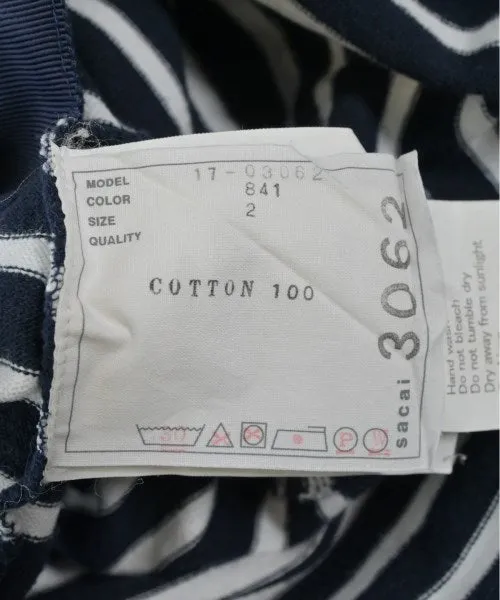 MODEL 17-03062
COLOR 841
SIZE 2
QUALITY
COTTON 100
30
P
sacai 3062
Hand wash
Do not bleach
Do not tumble dry
Dry away from sunlight